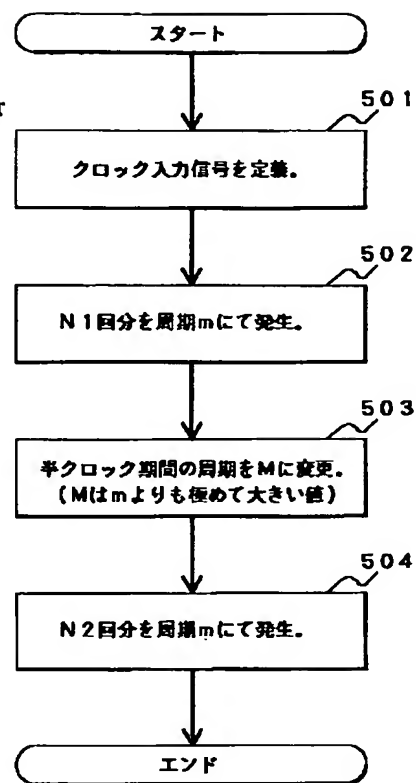 スタート
501
クロック入力信号を定義。
502
N1回分を周期mにて発生。
503
半クロック期間の周期をMに変更。
(Mはmよりも極めて大きい値)
504
N2回分を周期mにて発生。
エンド